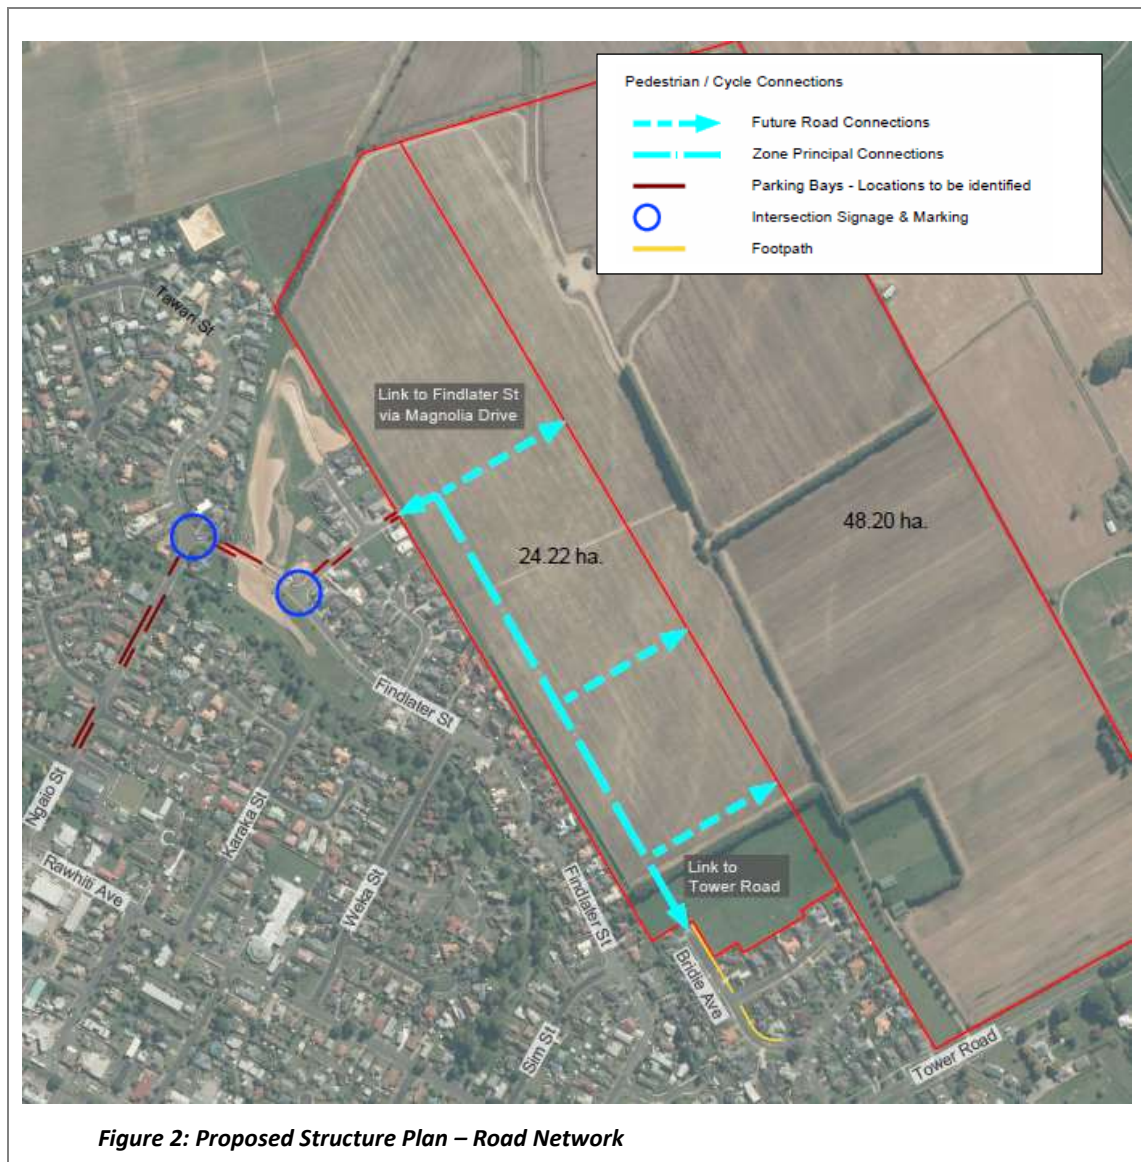 Pedestrian / Cycle Connections
Future Road Connections
Zone Principal Connections
Parking Bays - Locations to be identified
Intersection Signage & Marking
Footpath
Tawari St
Link to Findlater St
via Magnolia Drive
48.20 ha.
24.22 ha.
Findlater St
Ngaio St
Karaka St
Rawhiti Ave
Weka St
Link to
Tower Road
Findlater St
Bridie Ave
Sim St
Tower Road
Figure 2: Proposed Structure Plan – Road Network